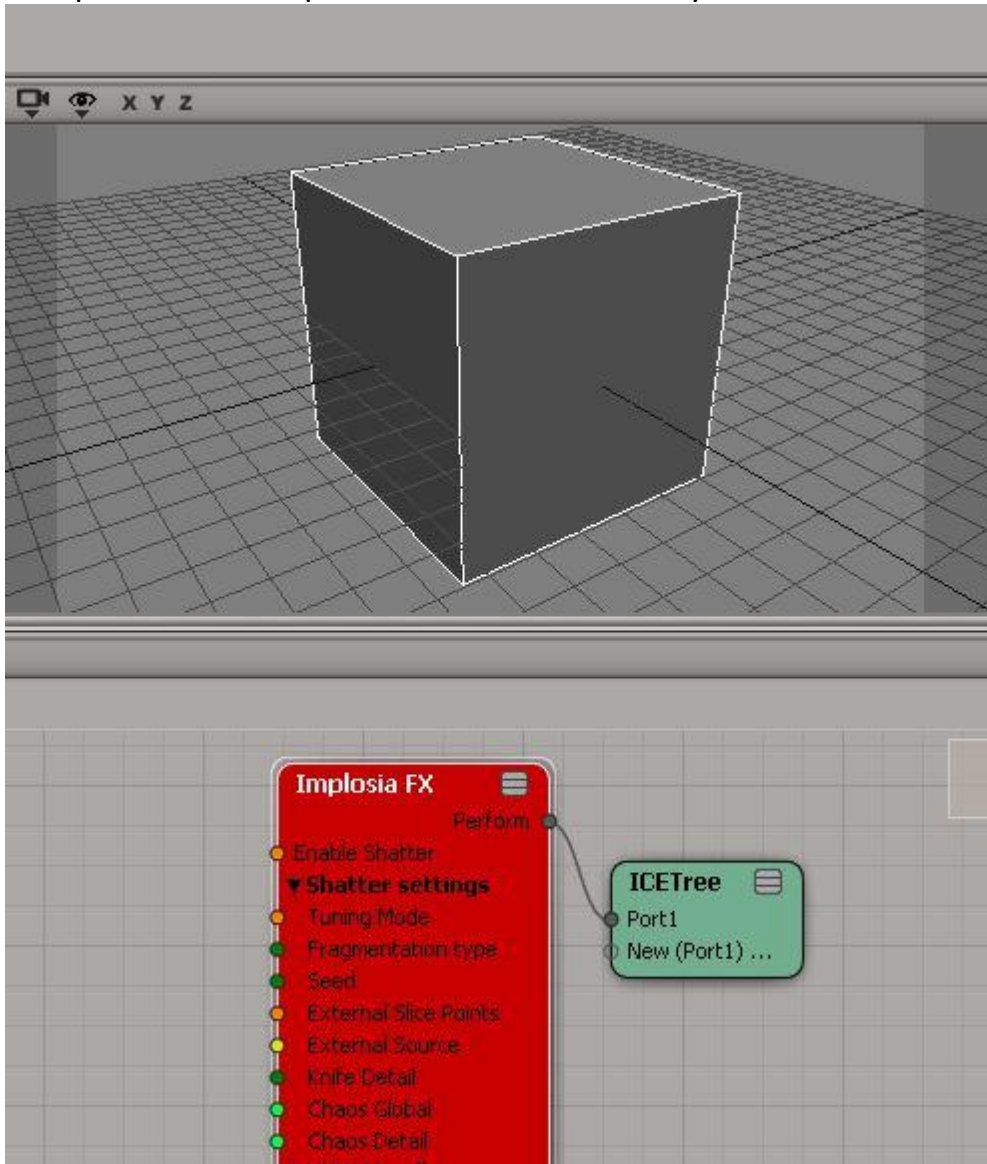 X Y Z
Implosia FX
Perform
Enable Shatter
Shatter settings
Tuning Mode
Fragmentation type
Seed
External Slice Points
External Source
Knife Detail
Chaos Global
Chaos Detail
ICETree
Port1
New (Port1) ...